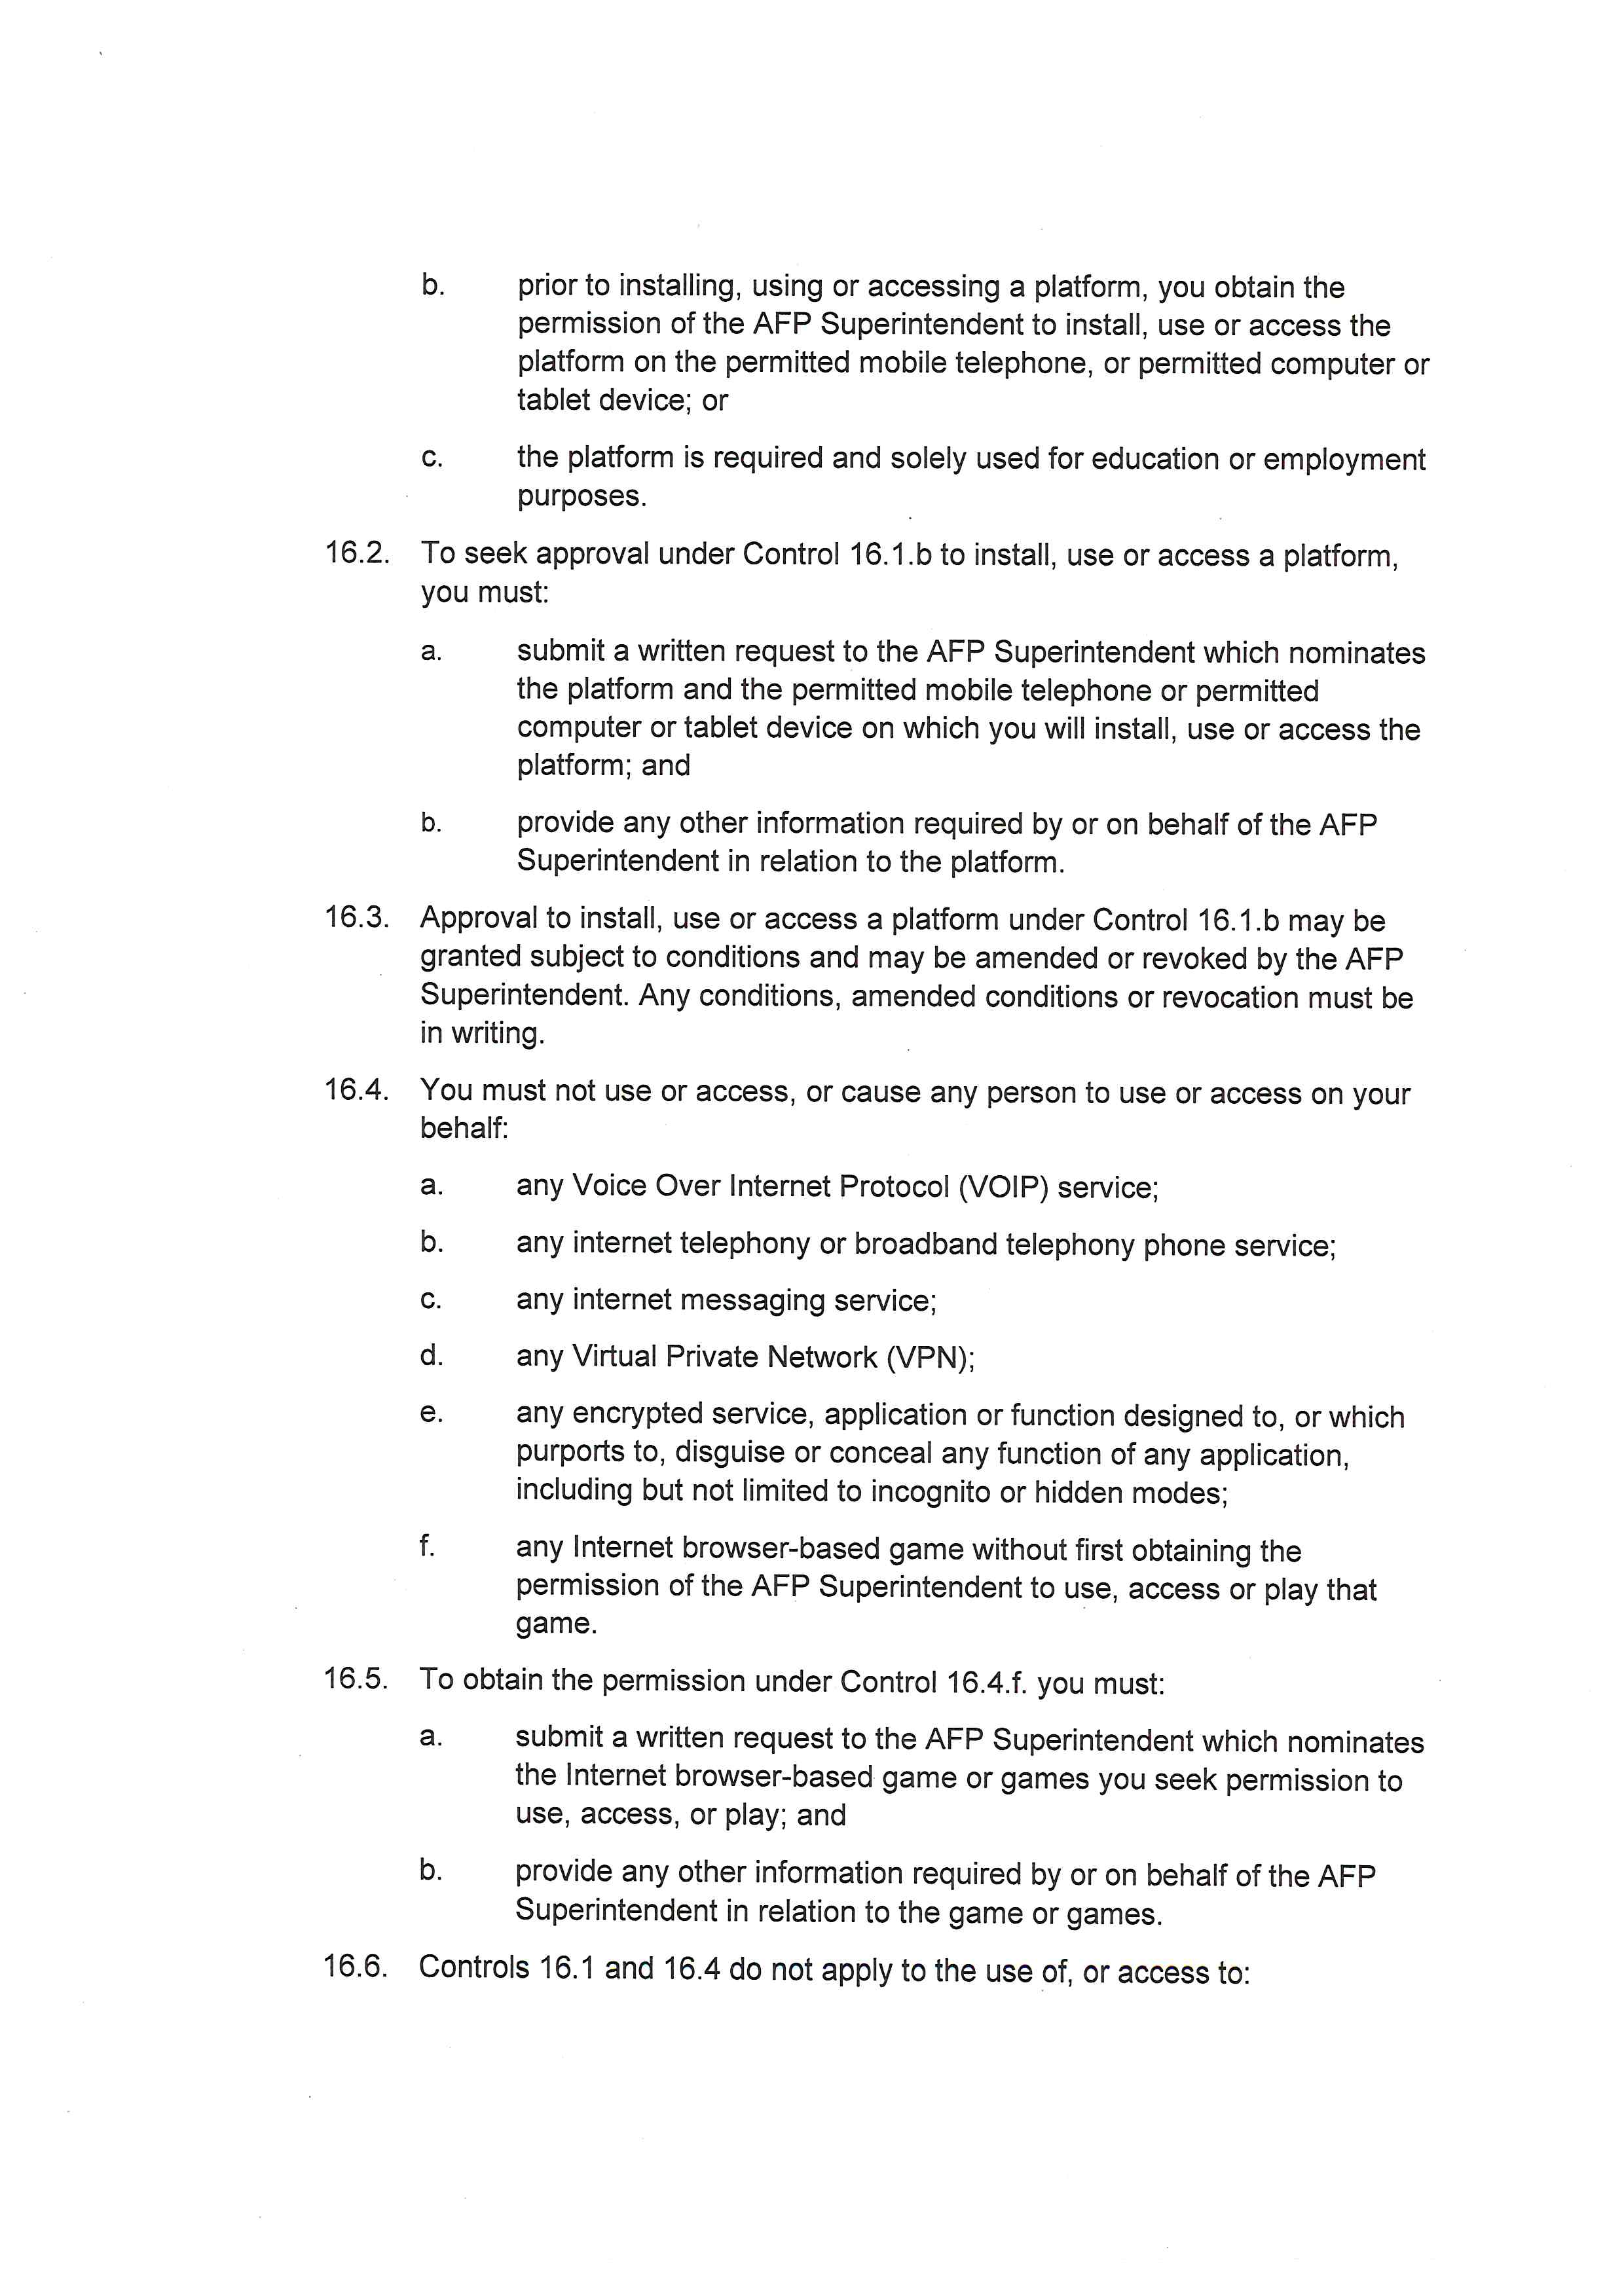 b. prior to installing, using or accessing a platform, you obtain the
permission of the AFP Superintendent to install, use or access the
platform on the permitted mobile telephone, or permitted computer or
tablet device; or
c. the platform is required and solely used for education or employment
purposes.
16.2. To seek approval under Control 16.1.b to install, use or access a platform,
you must:
a. submit a written request to the AFP Superintendent which nominates
the platform and the permitted mobile telephone or permitted
computer or tablet device on which you will install, use or access the
platform; and
b. provide any other information required by or on behalf of the AFP
Superintendent in relation to the platform.
16.3. Approval to install, use or access a platform under Control 16.1.b may be
granted subject to conditions and may be amended or revoked by the AFP
Superintendent. Any conditions, amended conditions or revocation must be
in writing.
16.4. You must not use or access, or cause any person to use or access on your
behalf:
a. any Voice Over Internet Protocol (VOIP) service;
b. any internet telephony or broadband telephony phone service;
c. any internet messaging service;
d. any Virtual Private Network (VPN);
e. any encrypted service, application or function designed to, or which
purports to, disguise or conceal any function of any application,
including but not limited to incognito or hidden modes;
f. any Internet browser-based game without first obtaining the
permission of the AFP Superintendent to use, access or play that
game.
16.5. To obtain the permission under Control 16.4.f. you must:
a. submit a written request to the AFP Superintendent which nominates
the Internet browser-based game or games you seek permission to
use, access, or play; and
b. provide any other information required by or on behalf of the AFP
Superintendent in relation to the game or games.
16.6. Controls 16.1 and 16.4 do not apply to the use of, or access to: